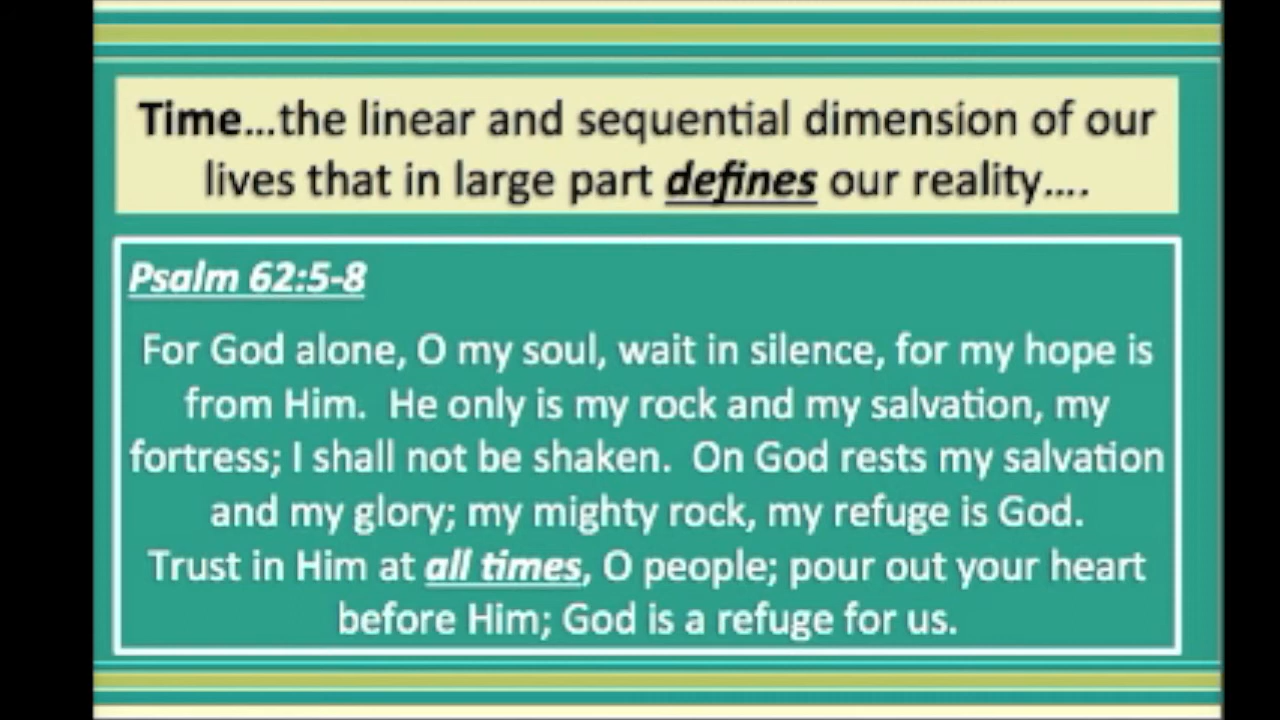 Time...the linear and sequential dimension of our
lives that in large part defines our reality....
Psalm 62:5-8
For God alone, O my soul, wait in silence, for my hope is
from Him.  He only is my rock and my salvation, my
fortress; I shall not be shaken.  On God rests my salvation
and my glory; my mighty rock, my refuge is God.
Trust in Him at all times, O people; pour out your heart
before Him; God is a refuge for us.